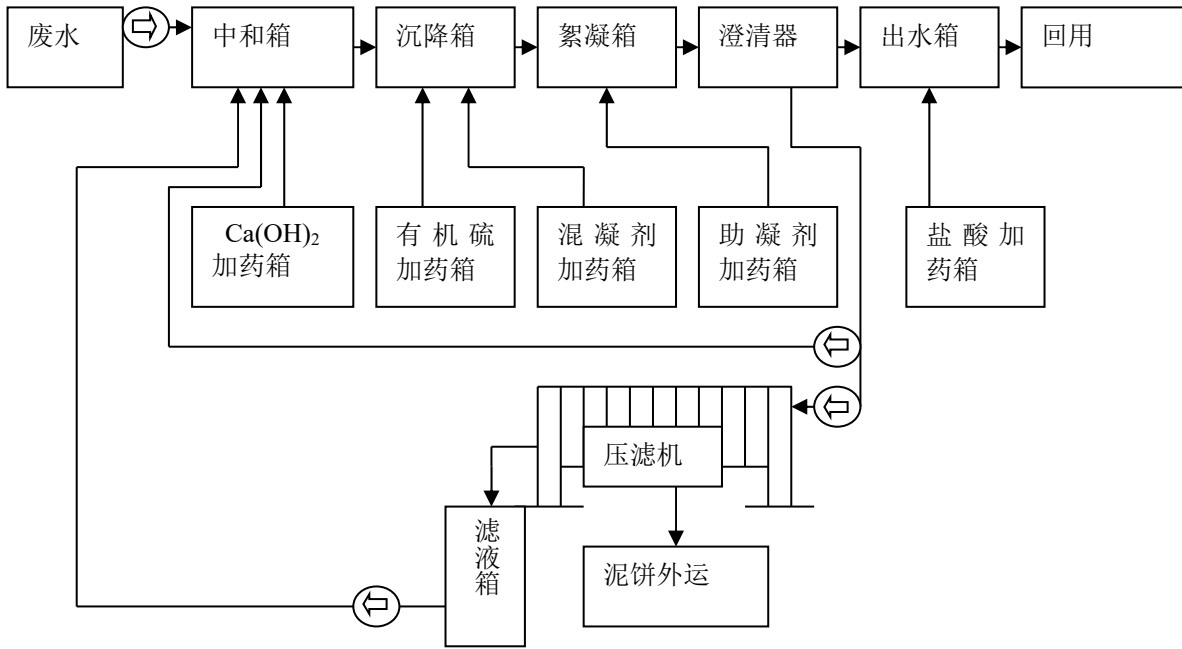 废水
中和箱
沉降箱
絮凝箱
澄清器
出水箱
回用
Ca(OH)₂
加药箱
有机硫
加药箱
混凝剂
加药箱
助凝剂
加药箱
盐酸加
药箱
压滤机
滤
液
箱
泥饼外运